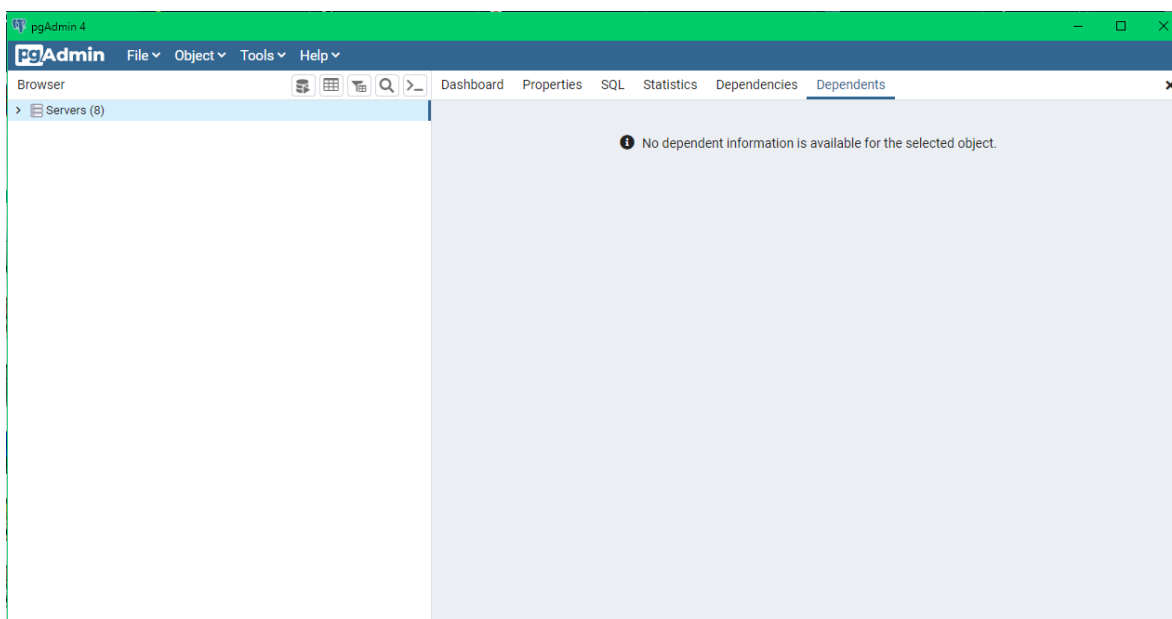 pgAdmin 4
pgAdmin File Object Tools Help
Browser Dashboard Properties SQL Statistics Dependencies Dependents
Servers (8)
No dependent information is available for the selected object.